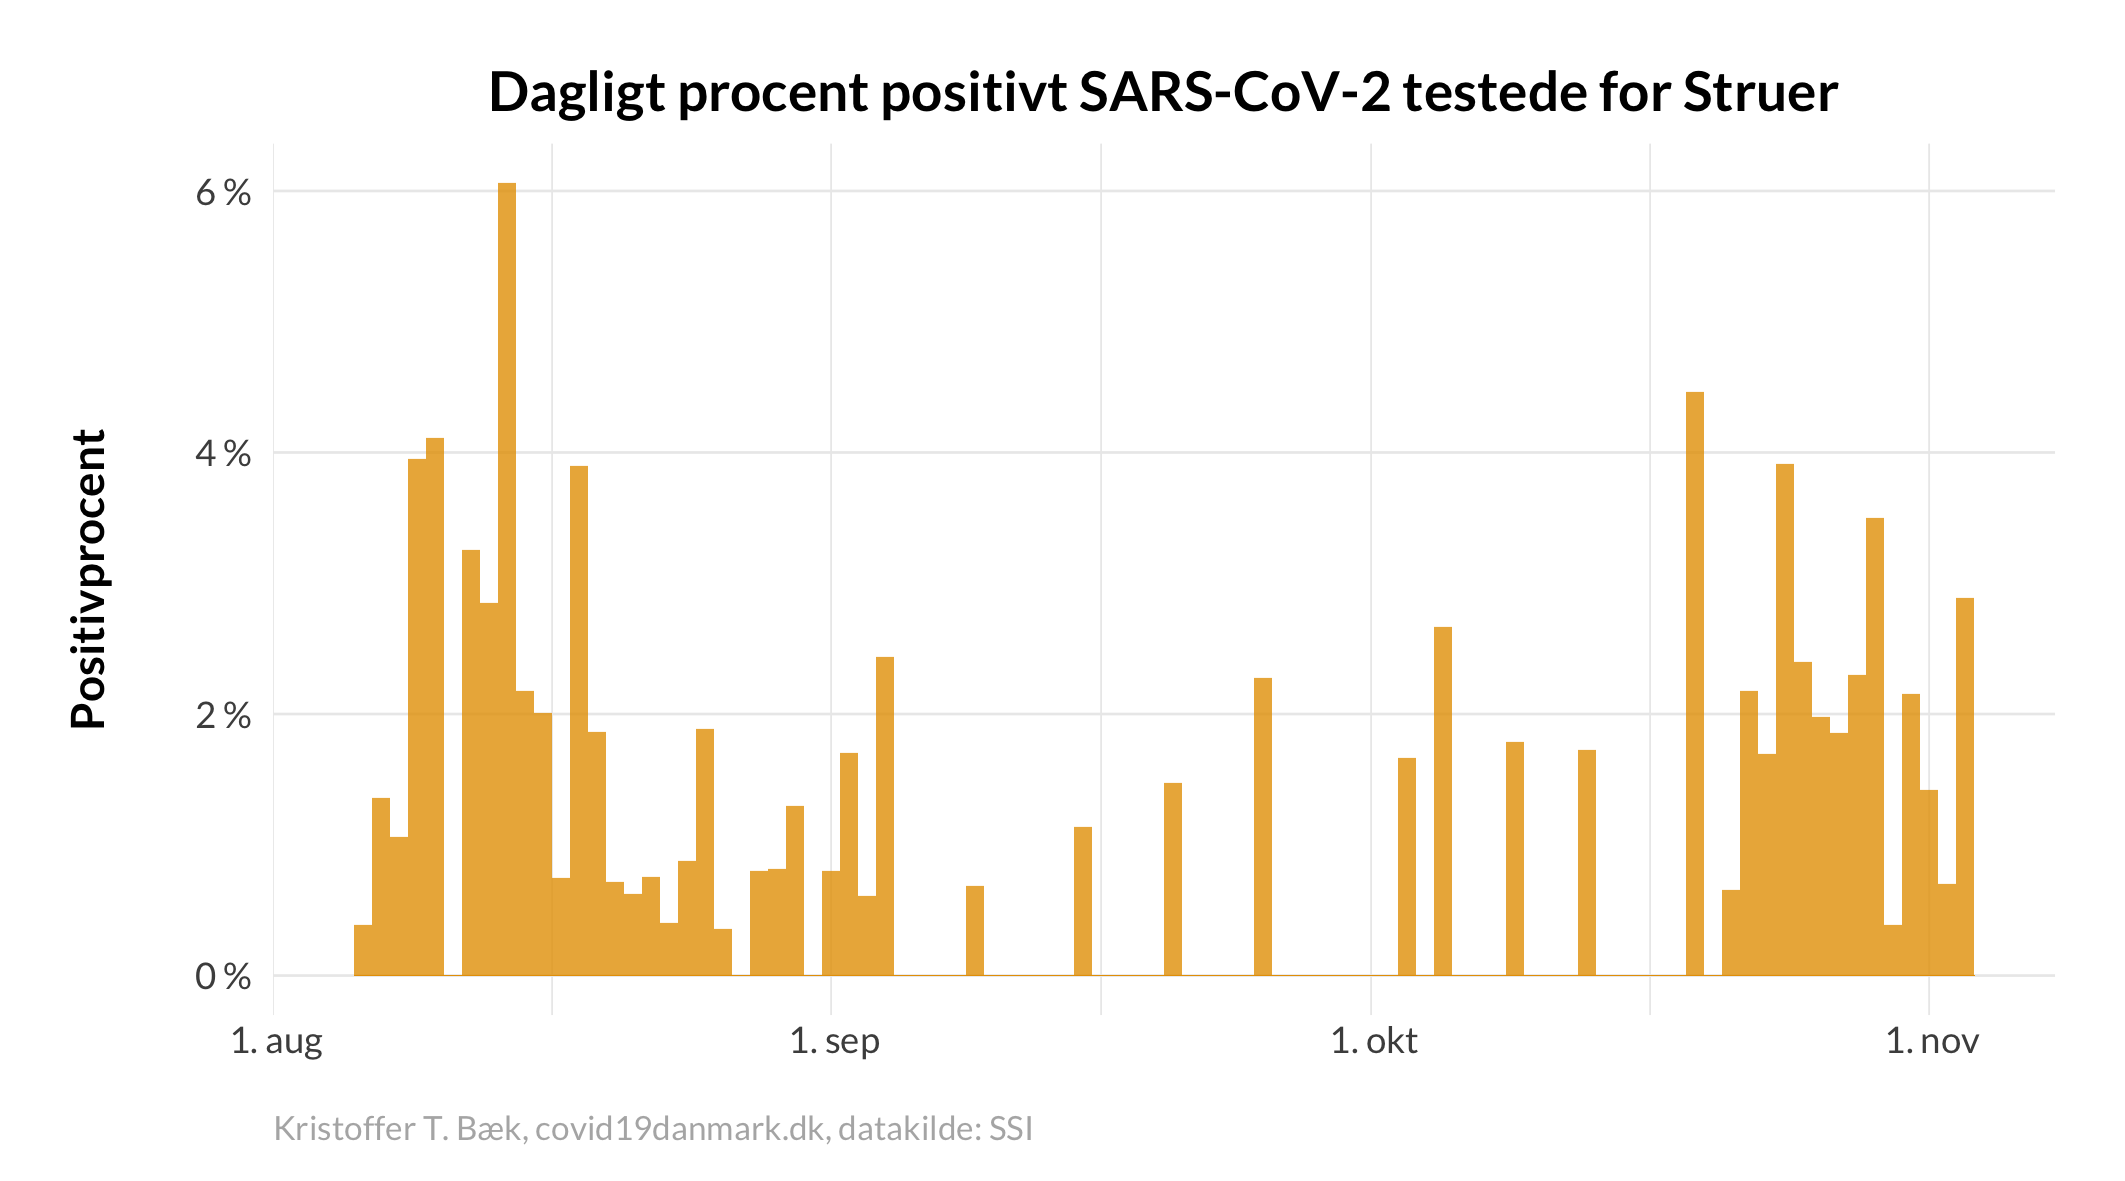 Dagligt procent positivt SARS-CoV-2 testede for Struer
Positivprocent
6 %
4 %
2 %
0 %
1. aug
1. sep
1. okt
1. nov
Kristoffer T. Bæk, covid19danmark.dk, datakilde: SSI